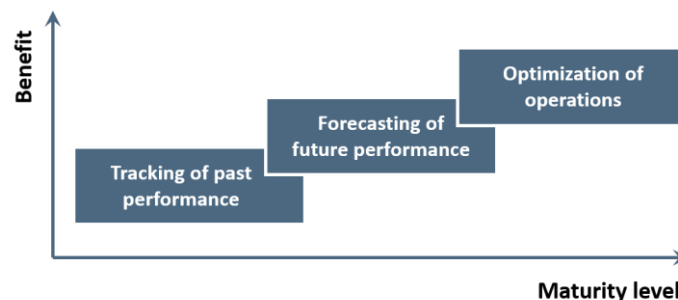 Benefit
Optimization of
operations
Forecasting of
future performance
Tracking of past
performance
Maturity level